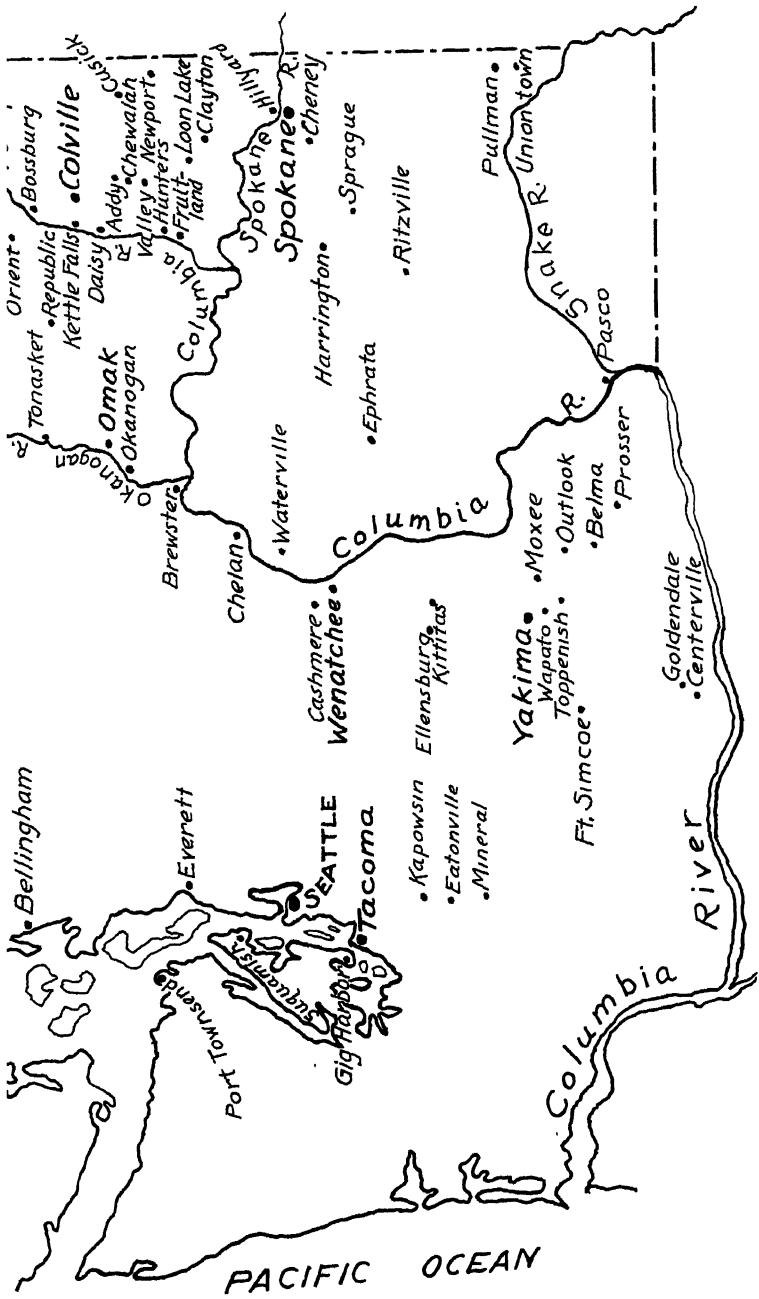 Bellingham
Everett
Port Townsend
Suquamish
SEATTLE
Gig Harbor
Tacoma
Kapowsin
Eatonville
Mineral
PACIFIC OCEAN
Columbia
River
Orient
Bossburg
Tonasket
Republic
Kettle Falls
Colville
Cusick
Daisy
Addy
Chewalah
Valley
Newport
Hunters
Fruit-
land
Loon Lake
Clayton
Omak
Okanogan
Okanogan
R.
Columbia
R.
Columbia
Brewster
Chelan
Waterville
Hillyard
Spokane
R.
Spokane
Cheney
Harrington
Sprague
Ritzville
Ephrata
Cashmere
Wenatchee
Columbia
R.
Ellensburg
Kittitas
Yakima
Moxee
Wapato
Toppenish
Outlook
Belma
Prosser
Ft. Simcoe
Pasco
Snake R.
Pullman
Uniontown
Goldendale
Centerville